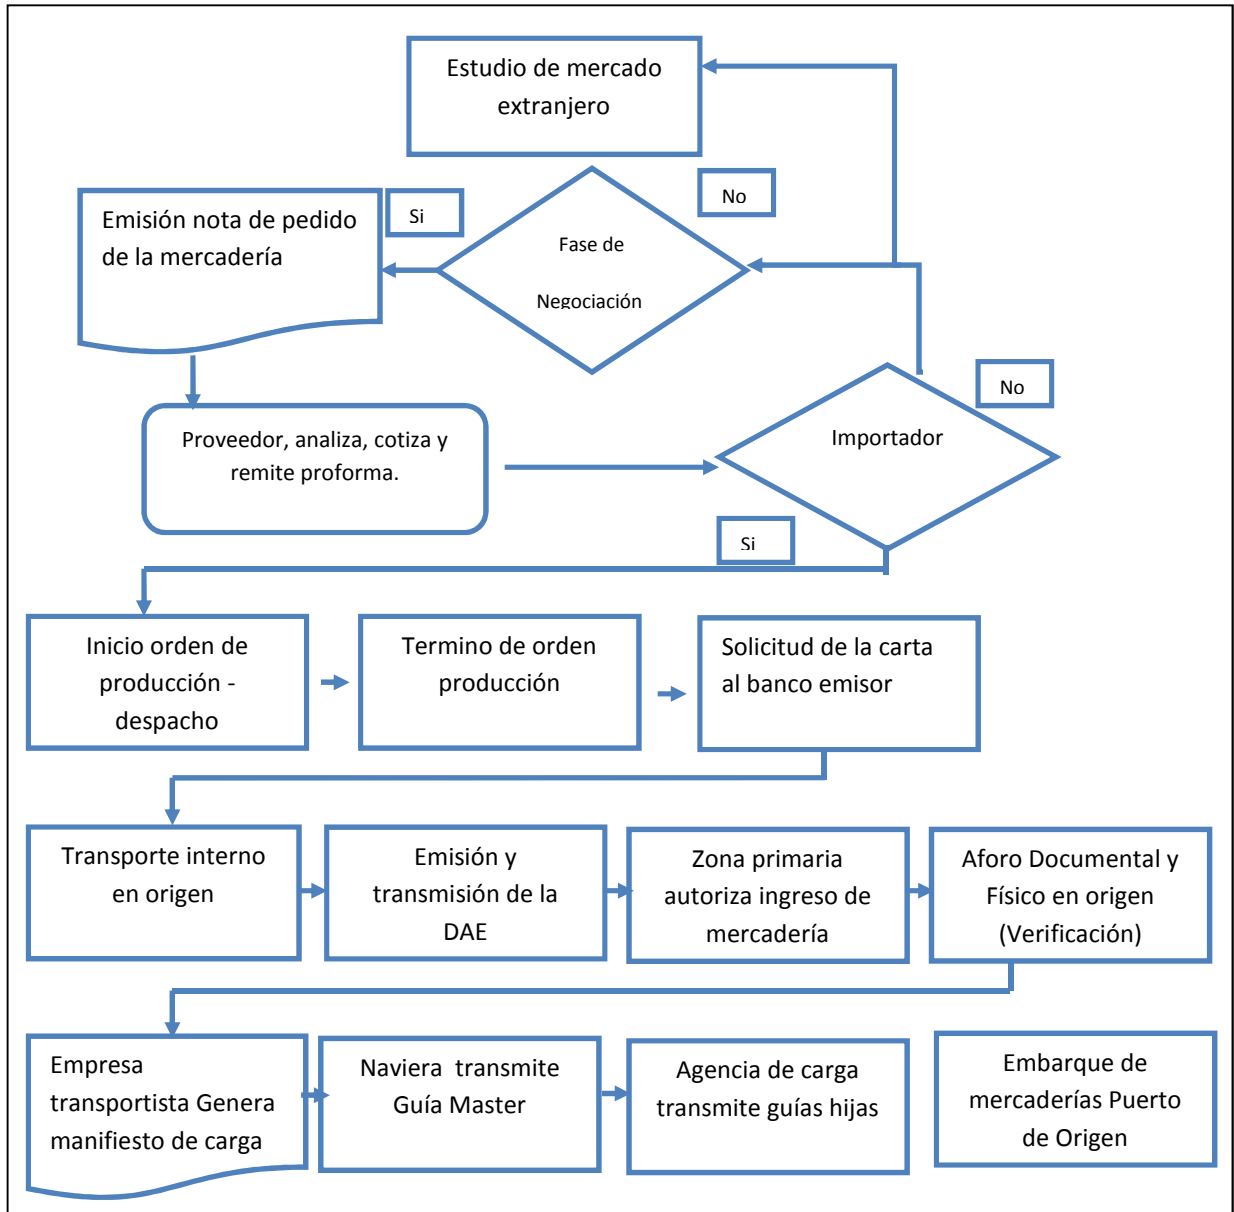 Estudio de mercado
extranjero
No
Si
Emisión nota de pedido
de la mercadería
Fase de
Negociación
No
Proveedor, analiza, cotiza y
remite proforma.
Importador
Si
Inicio orden de
producción -
despacho
Termino de orden
producción
Solicitud de la carta
al banco emisor
Transporte interno
en origen
Emisión y
transmisión de la
DAE
Zona primaria
autoriza ingreso de
mercadería
Aforo Documental y
Físico en origen
(Verificación)
Empresa
transportista Genera
manifiesto de carga
Naviera transmite
Guía Master
Agencia de carga
transmite guías hijas
Embarque de
mercaderías Puerto
de Origen